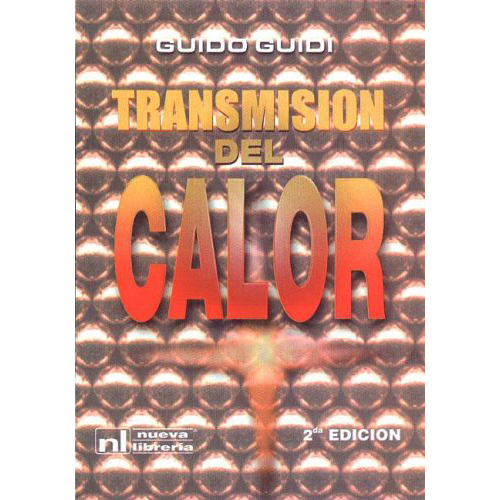 GUIDO GUIDI
TRANSMISION
DEL
CALOR
nl nueva
librería
2da EDICION